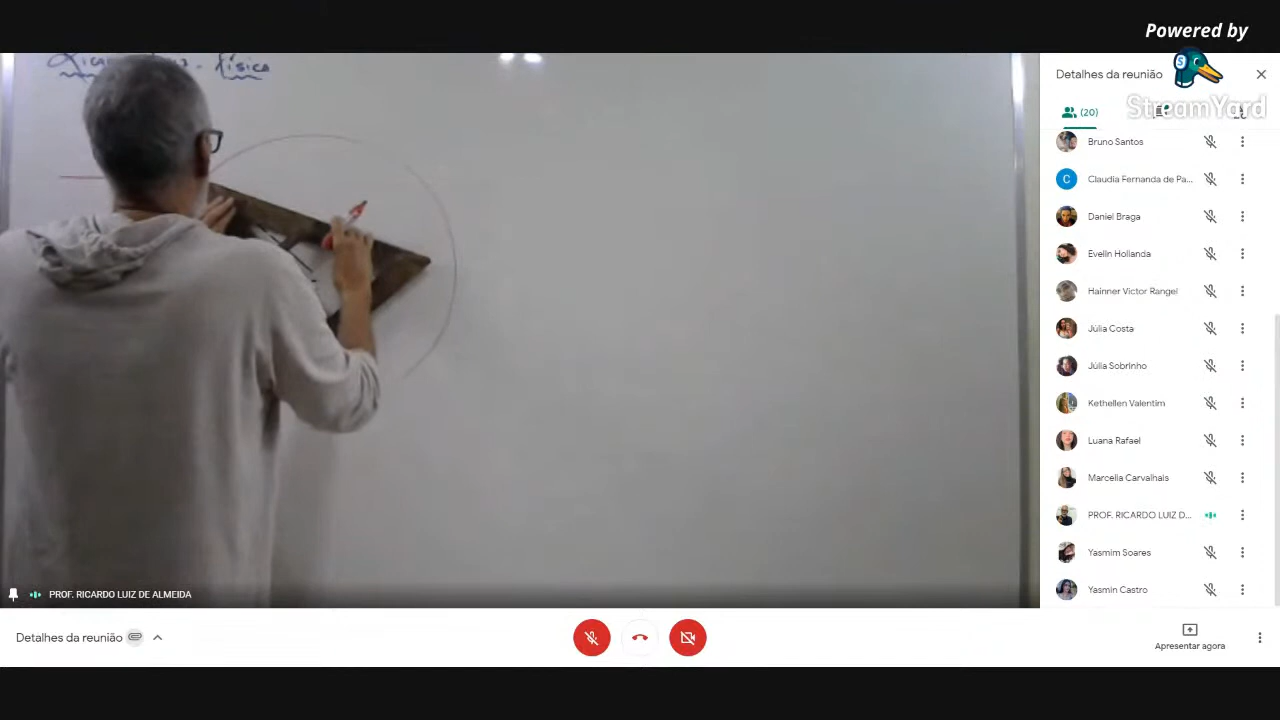 Powered by
StreamYard
física
Detalhes da reunião
(20)
Bruno Santos
Claudia Fernanda de Pa...
Daniel Braga
Evelin Hollanda
Hainner Victor Rangel
Júlia Costa
Júlia Sobrinho
Kethellen Valentim
Luana Rafael
Marcella Carvalhais
PROF. RICARDO LUIZ D...
Yasmim Soares
Yasmin Castro
PROF. RICARDO LUIZ DE ALMEIDA
Detalhes da reunião
Apresentar agora